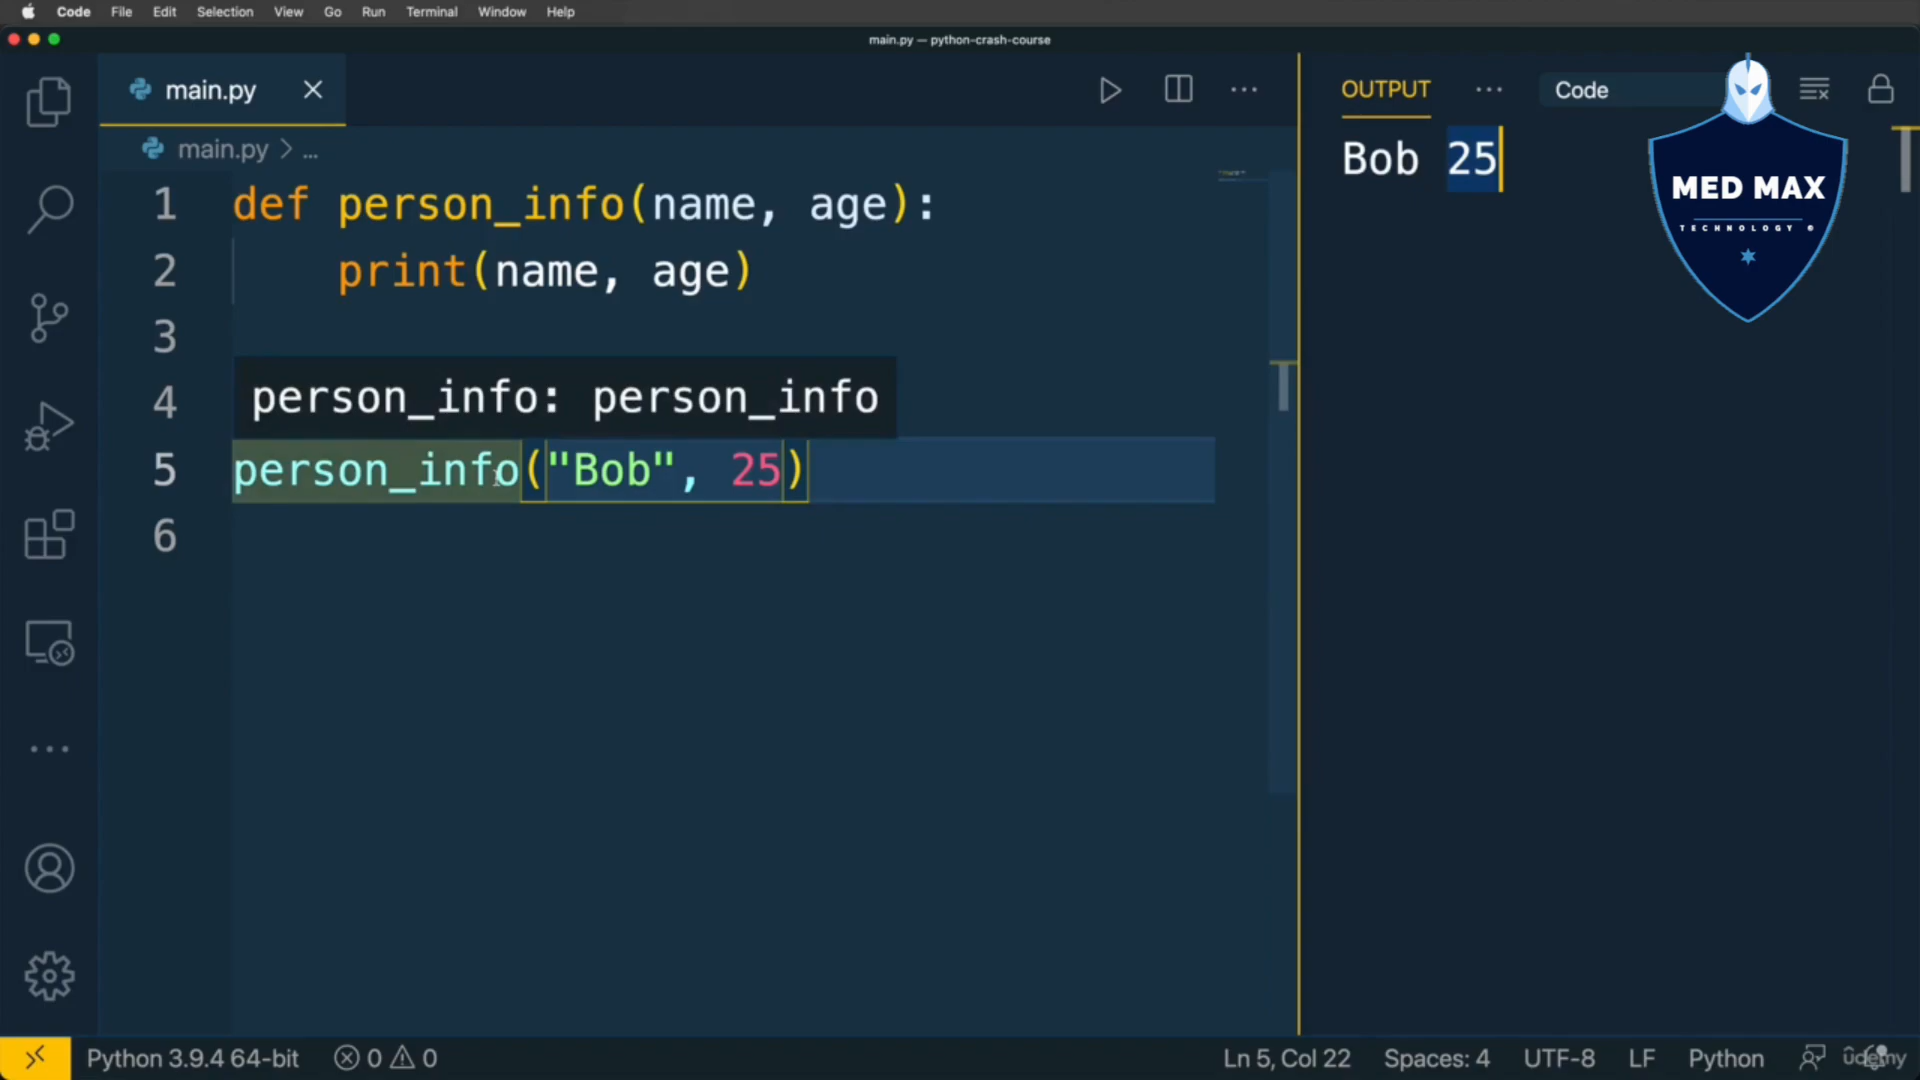 Code File Edit Selection View Go Run Terminal Window Help
main.py — python-crash-course
main.py
OUTPUT ... Code
main.py > ...
Bob 25
MED MAX
TECHNOLOGY ®
1 def person_info(name, age):
2 print(name, age)
3
4 person_info: person_info
5 person_info("Bob", 25)
6
Python 3.9.4 64-bit 0 0 Ln 5, Col 22 Spaces: 4 UTF-8 LF Python
ûdemy